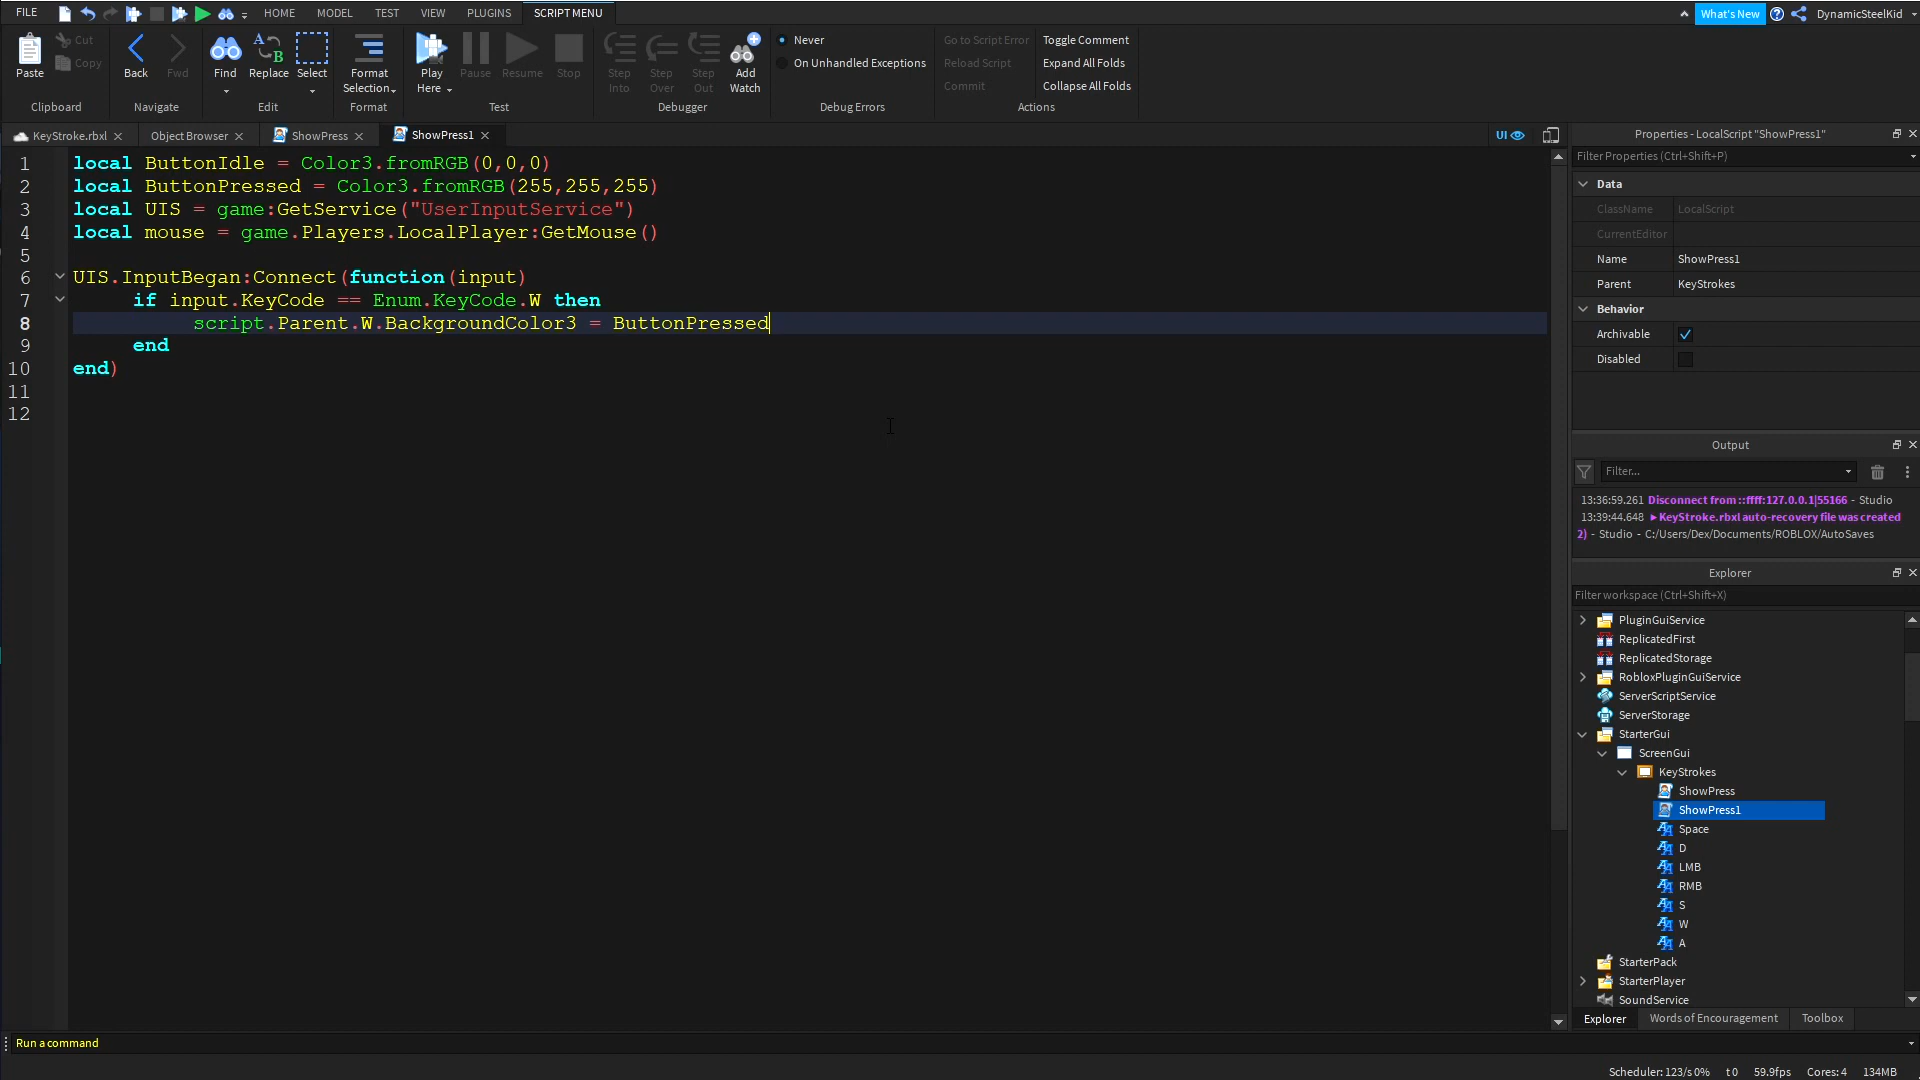 FILE
HOME
MODEL
TEST
VIEW
PLUGINS
SCRIPT MENU
What's New
DynamicSteelKid
Paste
Cut
Copy
Clipboard
Back
Fwd
Navigate
Find
Replace
Select
Edit
Format
Selection
Format
Play
Here
Pause
Resume
Stop
Test
Step
Into
Step
Over
Step
Out
Add
Watch
Debugger
Never
On Unhandled Exceptions
Debug Errors
Go to Script Error
Reload Script
Commit
Toggle Comment
Expand All Folds
Collapse All Folds
Actions
KeyStroke.rbxl
Object Browser
ShowPress
ShowPress1
UI
1 local ButtonIdle = Color3.fromRGB(0,0,0)
2 local ButtonPressed = Color3.fromRGB(255,255,255)
3 local UIS = game:GetService("UserInputService")
4 local mouse = game.Players.LocalPlayer:GetMouse()
5
6 UIS.InputBegan:Connect(function(input)
7 if input.KeyCode == Enum.KeyCode.W then
8 script.Parent.W.BackgroundColor3 = ButtonPressed
9 end
10 end)
11
12
Properties - LocalScript "ShowPress1"
Filter Properties (Ctrl+Shift+P)
Data
ClassName LocalScript
CurrentEditor
Name ShowPress1
Parent KeyStrokes
Behavior
Archivable
Disabled
Output
Filter...
13:36:59.261 Disconnect from ::ffff:127.0.0.1|55166 - Studio
13:39:44.648 ▸KeyStroke.rbxl auto-recovery file was created
2) - Studio - C:/Users/Dex/Documents/ROBLOX/AutoSaves
Explorer
Filter workspace (Ctrl+Shift+X)
PluginGuiService
ReplicatedFirst
ReplicatedStorage
RobloxPluginGuiService
ServerScriptService
ServerStorage
StarterGui
ScreenGui
KeyStrokes
ShowPress
ShowPress1
Space
D
LMB
RMB
S
W
A
StarterPack
StarterPlayer
SoundService
Explorer
Words of Encouragement
Toolbox
Run a command
Scheduler: 123/s 0% t 0 59.9fps Cores: 4 134MB